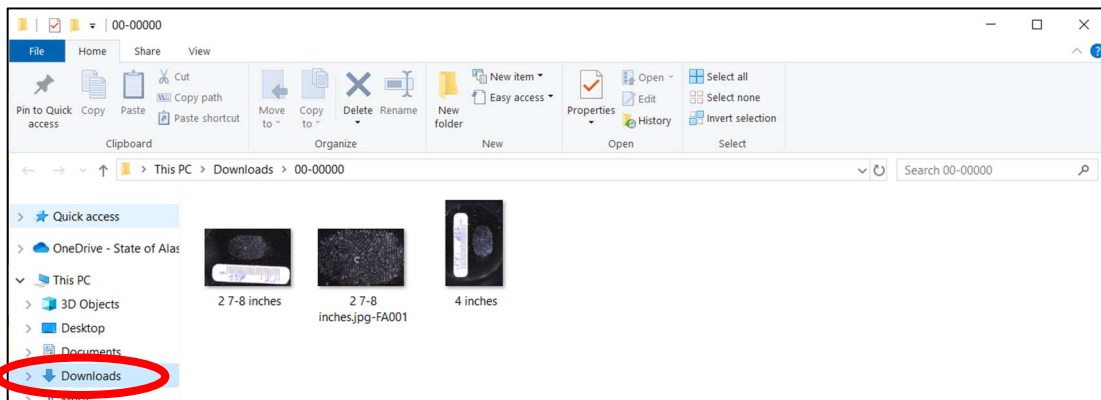 00-00000
File Home Share View
Pin to Quick access
Copy
Paste
Cut
Copy path
Paste shortcut
Clipboard
Move to
Copy to
Delete
Rename
Organize
New folder
New item
Easy access
New
Properties
Open
Edit
History
Open
Select all
Select none
Invert selection
Select
This PC > Downloads > 00-00000
Search 00-00000
Quick access
OneDrive - State of Alas
This PC
3D Objects
Desktop
Documents
Downloads
2 7-8 inches
2 7-8
inches.jpg-FA001
4 inches